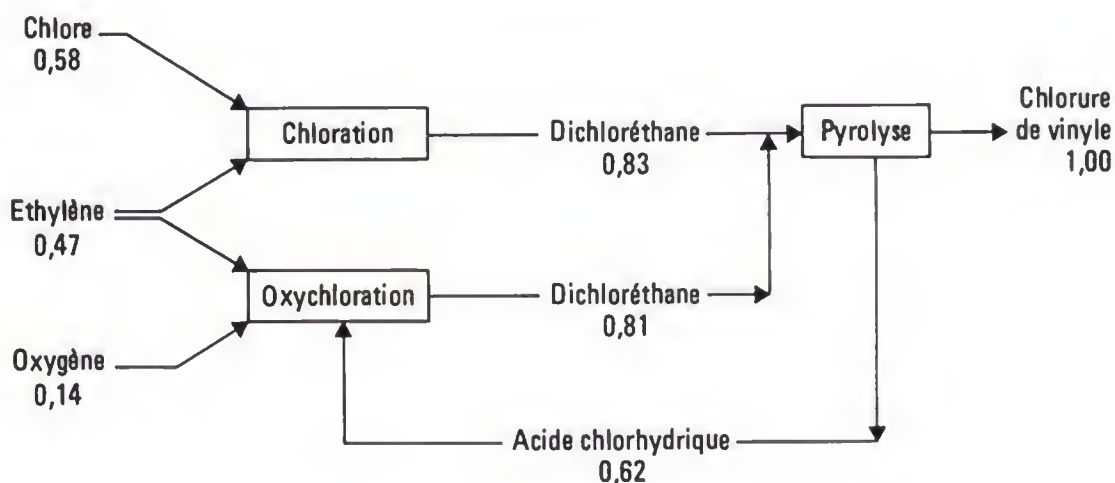 Chlore
0,58
Chloration
Dichloréthane
0,83
Pyrolyse
Chlorure
de vinyle
1,00
Ethylène
0,47
Oxychloration
Dichloréthane
0,81
Oxygène
0,14
Acide chlorhydrique
0,62